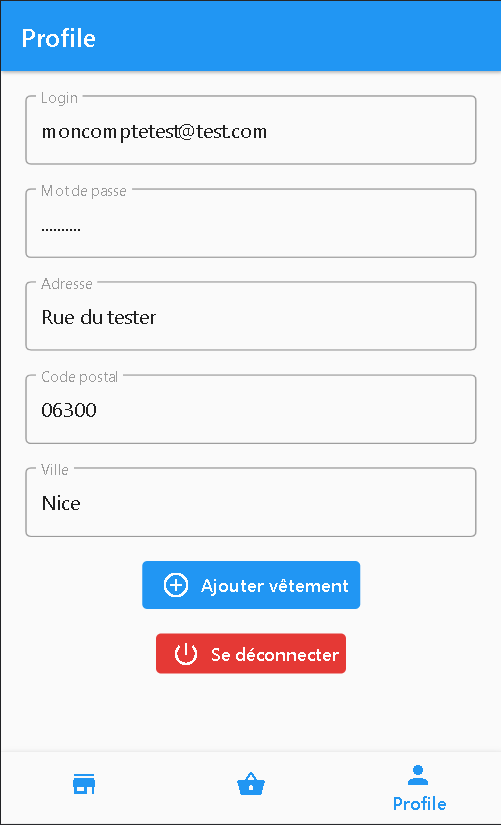 Profile
Login
moncomptetest@test.com
Mot de passe
..........
Adresse
Rue du tester
Code postal
06300
Ville
Nice
Ajouter vêtement
Se déconnecter
Profile